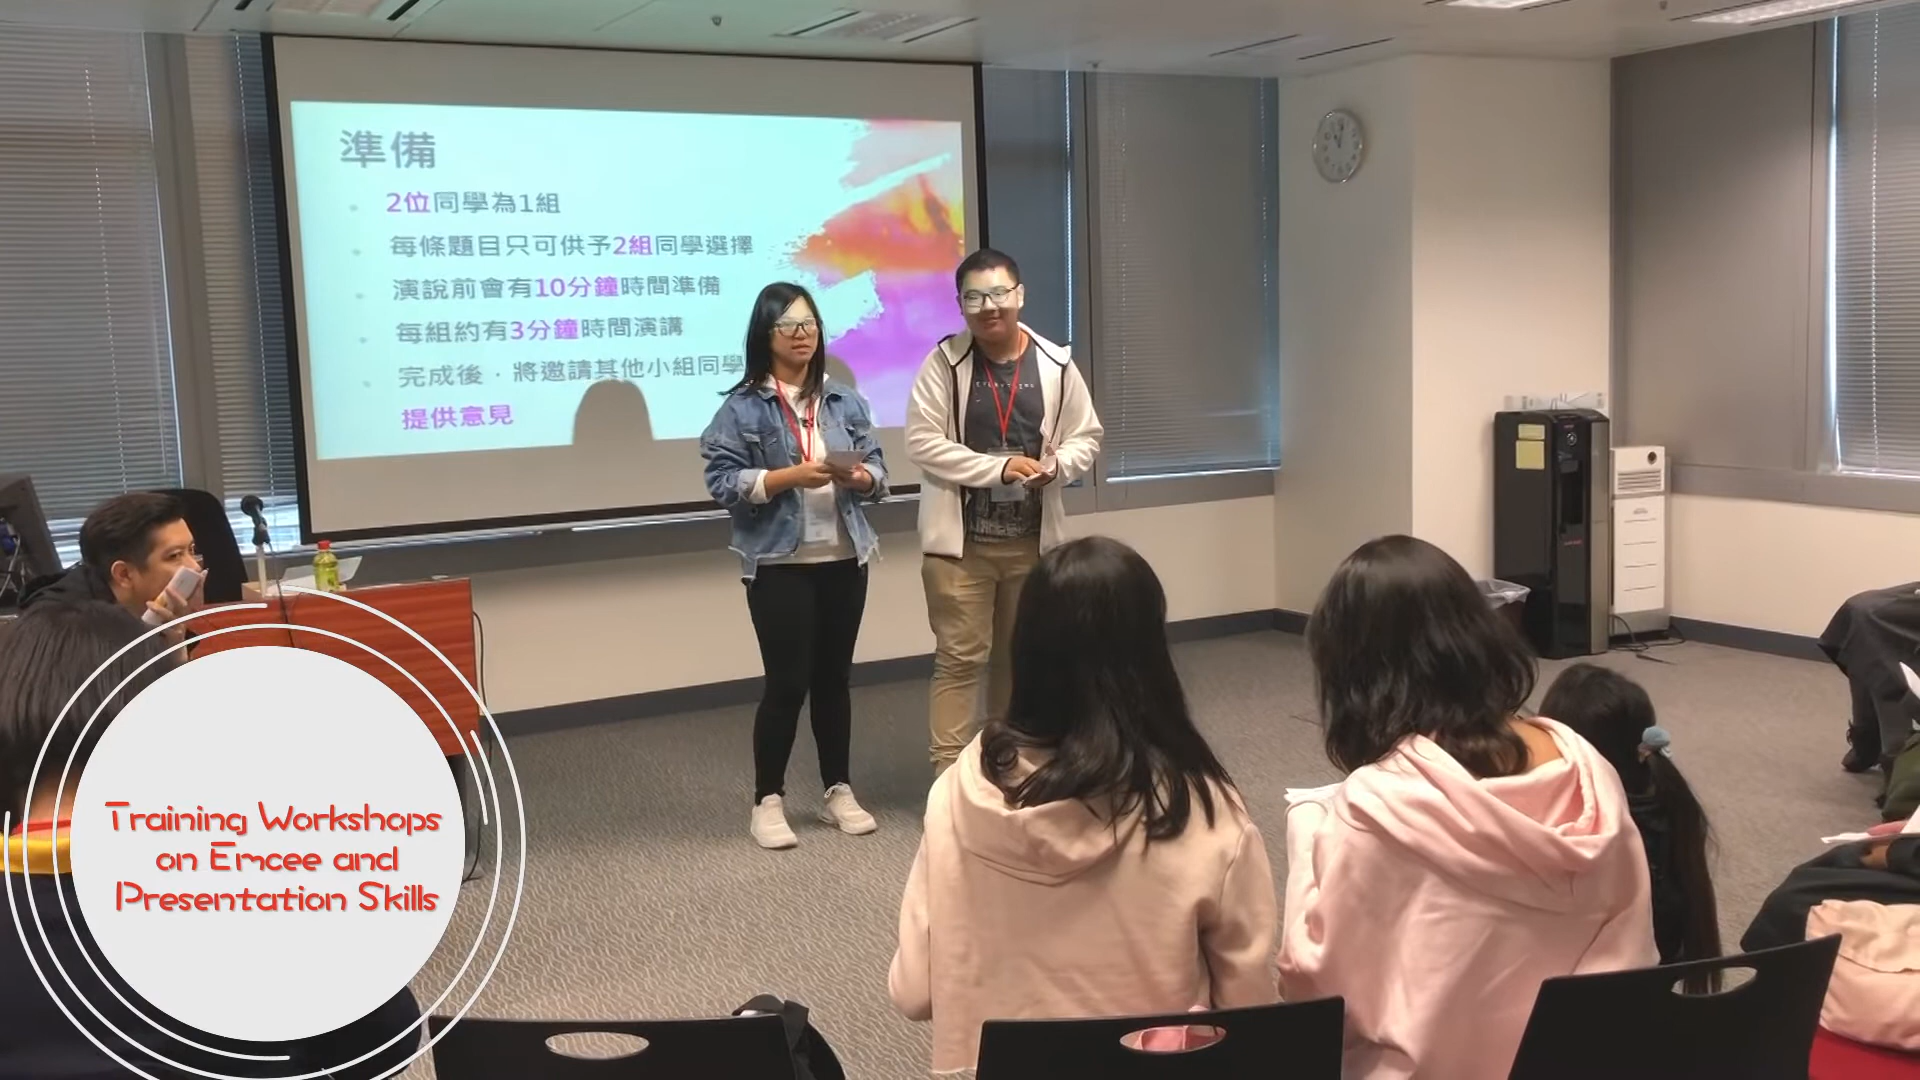 準備
2位同學為1組
每條題目只可供予2組同學選擇
演說前會有10分鐘時間準備
每組約有3分鐘時間演講
完成後，將邀請其他小組同學
提供意見
Training Workshops
on Emcee and
Presentation Skills